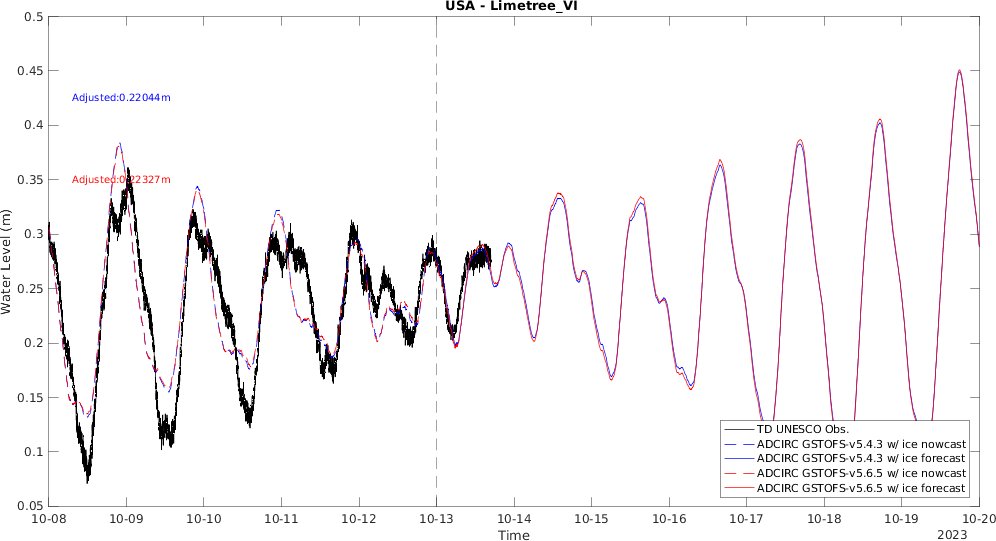 USA - Limetree_VI
0.5
0.45
0.4
0.35
0.3
0.25
0.2
0.15
0.1
0.05
Water Level (m)
Adjusted:0.22044m
Adjusted:0.22327m
TD UNESCO Obs.
ADCIRC GSTOFS-v5.4.3 w/ ice nowcast
ADCIRC GSTOFS-v5.4.3 w/ ice forecast
ADCIRC GSTOFS-v5.6.5 w/ ice nowcast
ADCIRC GSTOFS-v5.6.5 w/ ice forecast
10-08 10-09 10-10 10-11 10-12 10-13 10-14 10-15 10-16 10-17 10-18 10-19 10-20
Time
2023